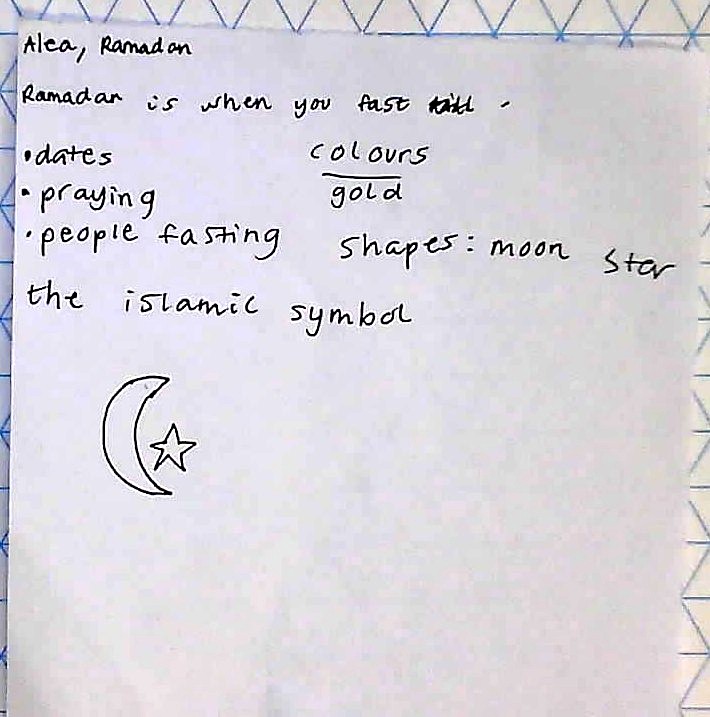 Alea, Ramadan
Ramadan is when you fast
• dates
• praying
• people fasting
colours
gold
shapes: moon star
the islamic symbol